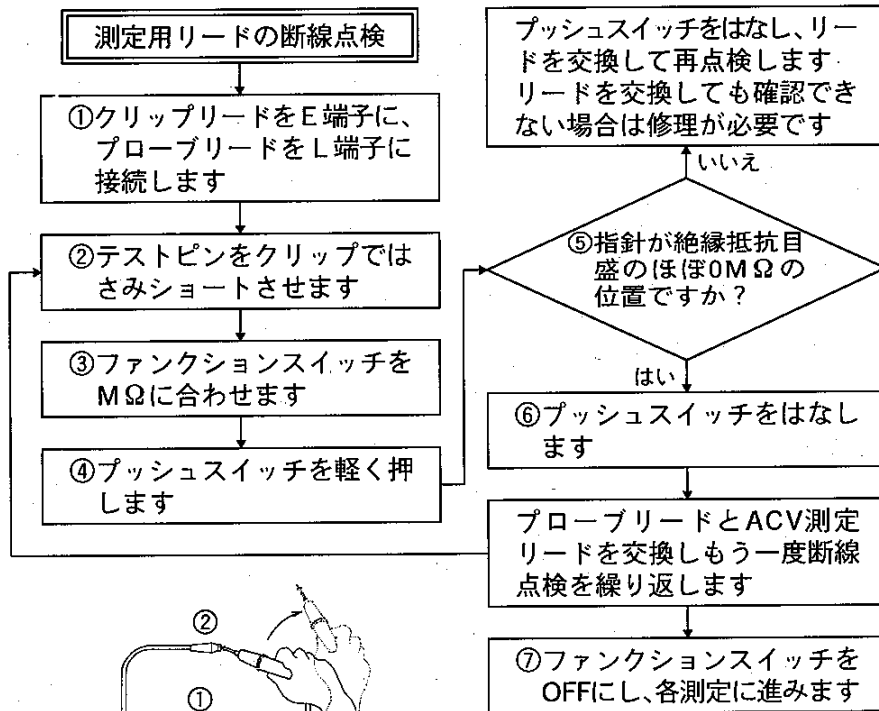 測定用リードの断線点検
①クリップリードをE端子に、
プローブリードをL端子に
接続します
②テストピンをクリップでは
さみショートさせます
③ファンクションスイッチを
MΩに合わせます
④プッシュスイッチを軽く押
します
プッシュスイッチをはなし、リー
ドを交換して再点検します
リードを交換しても確認でき
ない場合は修理が必要です
いいえ
⑤指針が絶縁抵抗目
盛のほぼ0MΩの
位置ですか?
はい
⑥プッシュスイッチをはなし
ます
プローブリードとACV測定
リードを交換しもう一度断線
点検を繰り返します
⑦ファンクションスイッチを
OFFにし、各測定に進みます
②
①